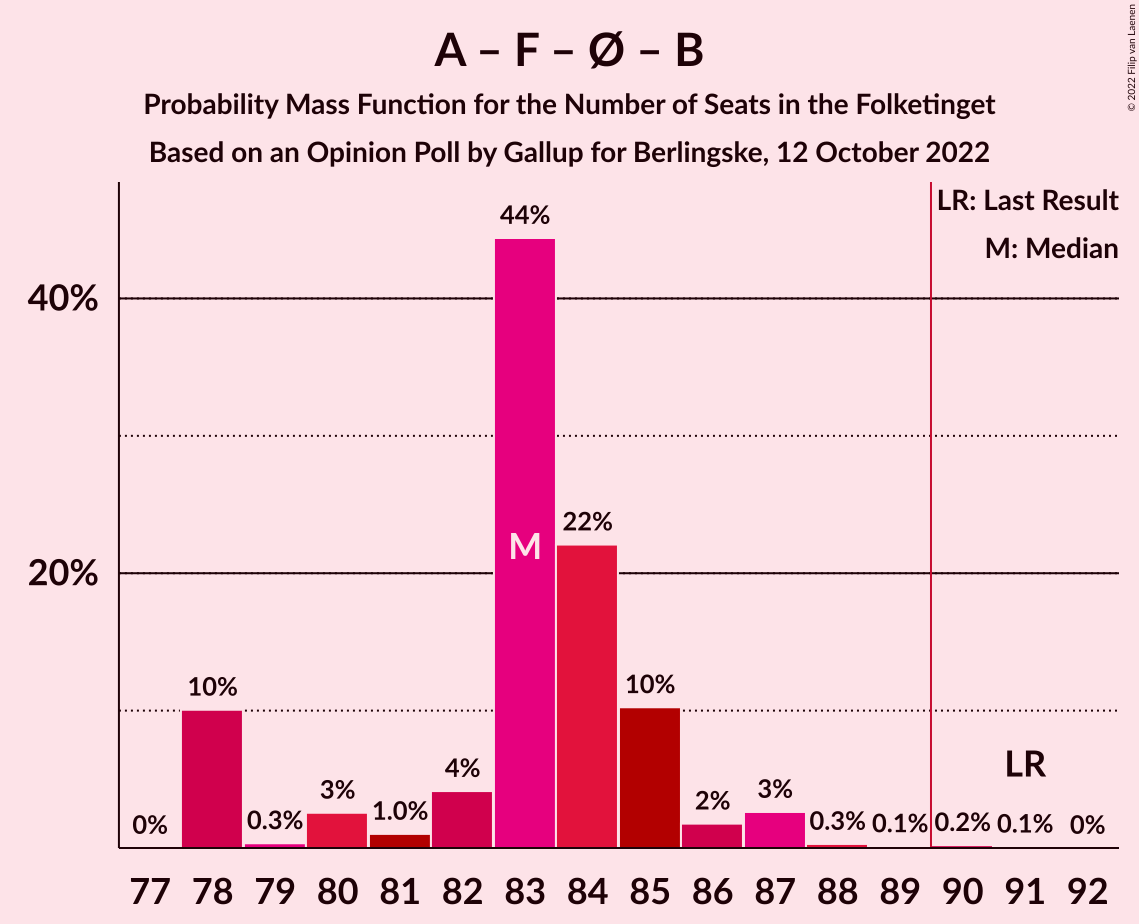 A – F – Ø – B
Probability Mass Function for the Number of Seats in the Folketinget
Based on an Opinion Poll by Gallup for Berlingske, 12 October 2022
© 2022 Filip van Laenen
LR: Last Result
M: Median
40%
20%
0%
10%
0.3%
3%
1.0%
4%
44%
M
22%
10%
2%
3%
0.3%
0.1%
0.2%
0.1%
0%
LR
77 78 79 80 81 82 83 84 85 86 87 88 89 90 91 92